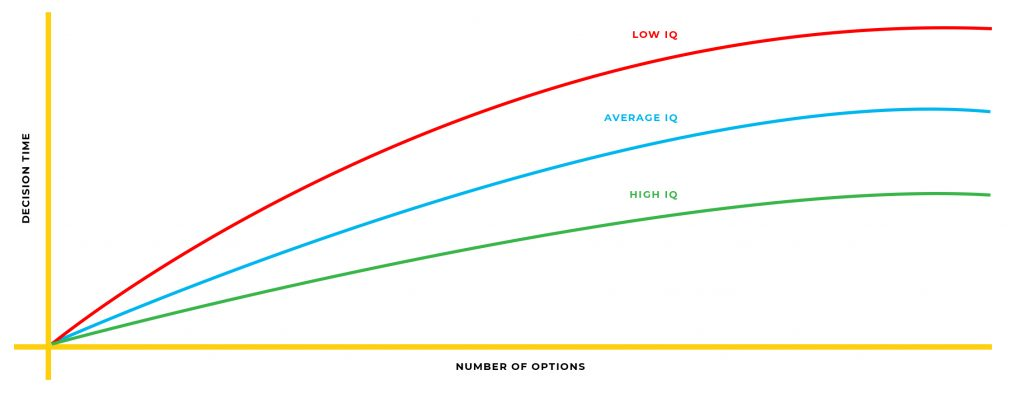 LOW IQ
AVERAGE IQ
HIGH IQ
DECISION TIME
NUMBER OF OPTIONS